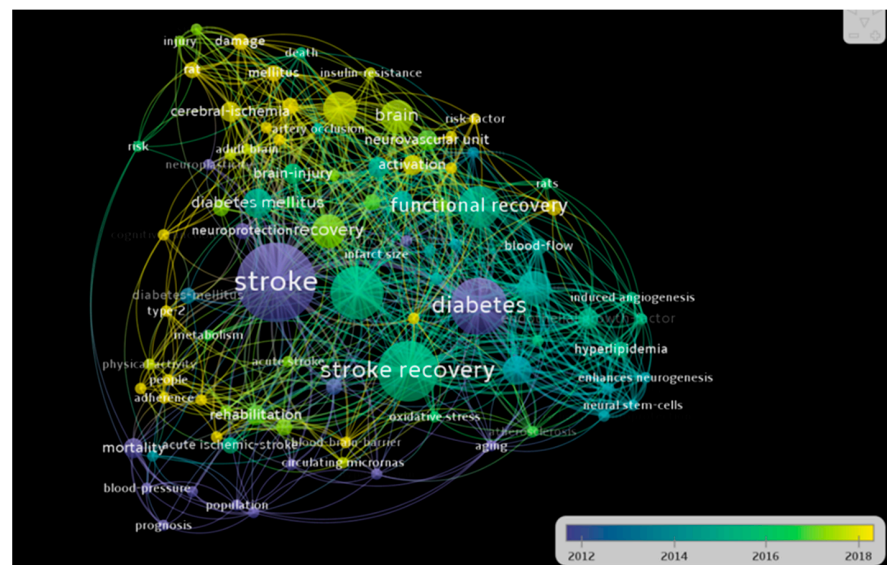 injury
damage
death
rat
mellitus
insulin-resistance
cerebral-ischemia
brain
artery occlusion
risk-factor
neurovascular unit
risk
adult brain
activation
brain-injury
rats
diabetes mellitus
functional recovery
neuroprotection
recovery
blood-flow
infarct size
stroke
diabetes
diabetes-mellitus
induced angiogenesis
type-2
metabolism
hyperlipidemia
acute stroke
physical-activity
stroke recovery
people
enhances neurogenesis
adherence
neural stem-cells
rehabilitation
oxidative stress
atherosclerosis
mortality
acute ischemic-stroke
blood-brain-barrier
aging
circulating micrornas
blood-pressure
population
prognosis
2012 2014 2016 2018